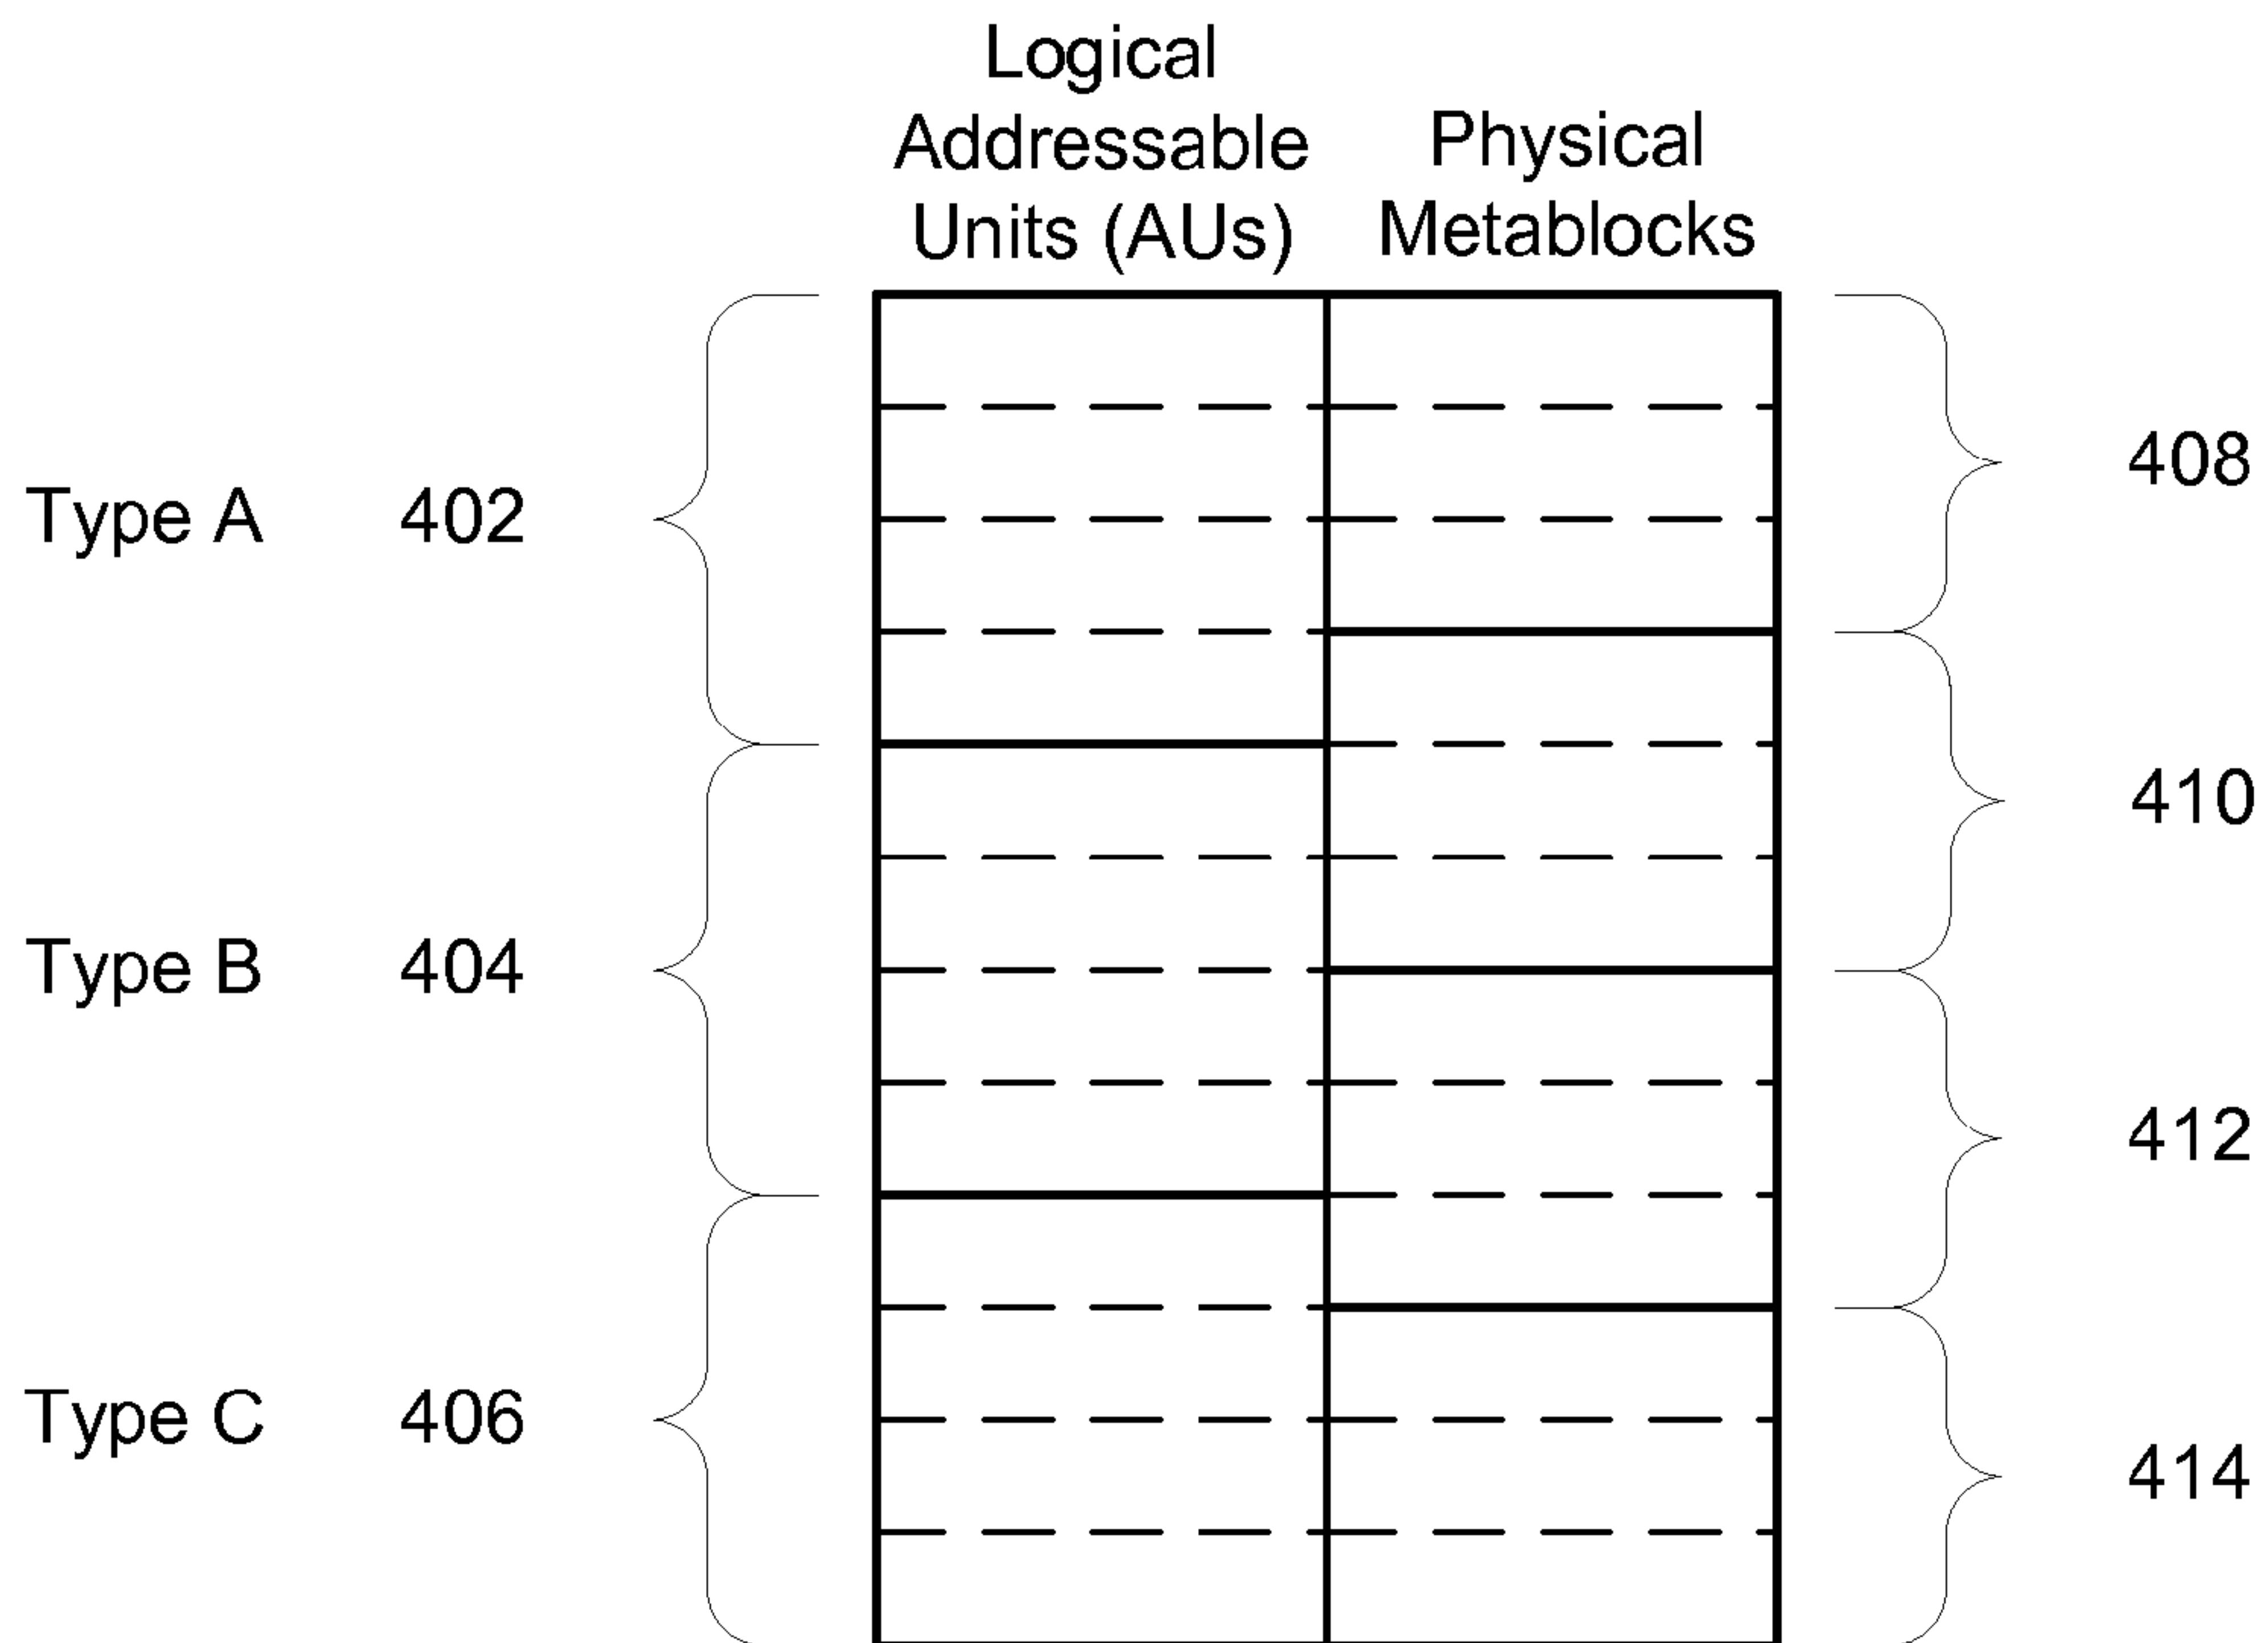 Logical
Addressable
Units (AUs)
Physical
Metablocks
Type A 402
Type B 404
Type C 406
408
410
412
414